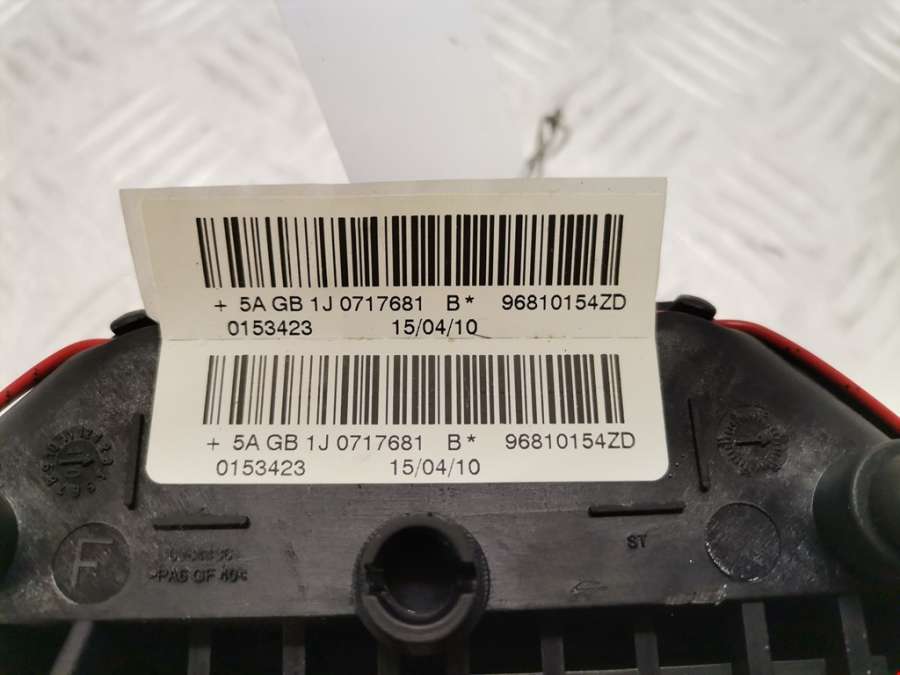 + 5A GB 1J 0717681 B* 96810154ZD
0153423 15/04/10
+ 5A GB 1J 0717681 B* 96810154ZD
0153423 15/04/10
F
>PA6 GF 40<
ST